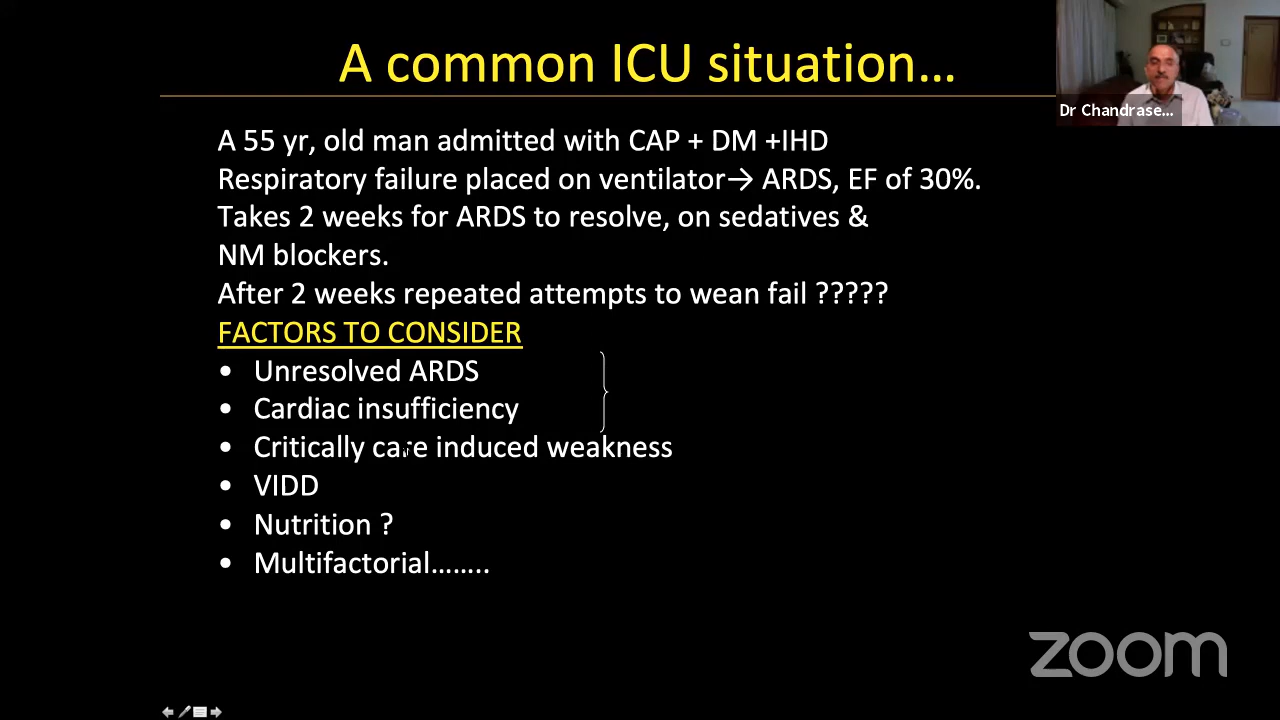 A common ICU situation...
Dr Chandrase...
A 55 yr, old man admitted with CAP + DM +IHD
Respiratory failure placed on ventilator→ ARDS, EF of 30%.
Takes 2 weeks for ARDS to resolve, on sedatives &
NM blockers.
After 2 weeks repeated attempts to wean fail ?????
FACTORS TO CONSIDER
• Unresolved ARDS
• Cardiac insufficiency
• Critically care induced weakness
• VIDD
• Nutrition ?
• Multifactorial……..
zoom